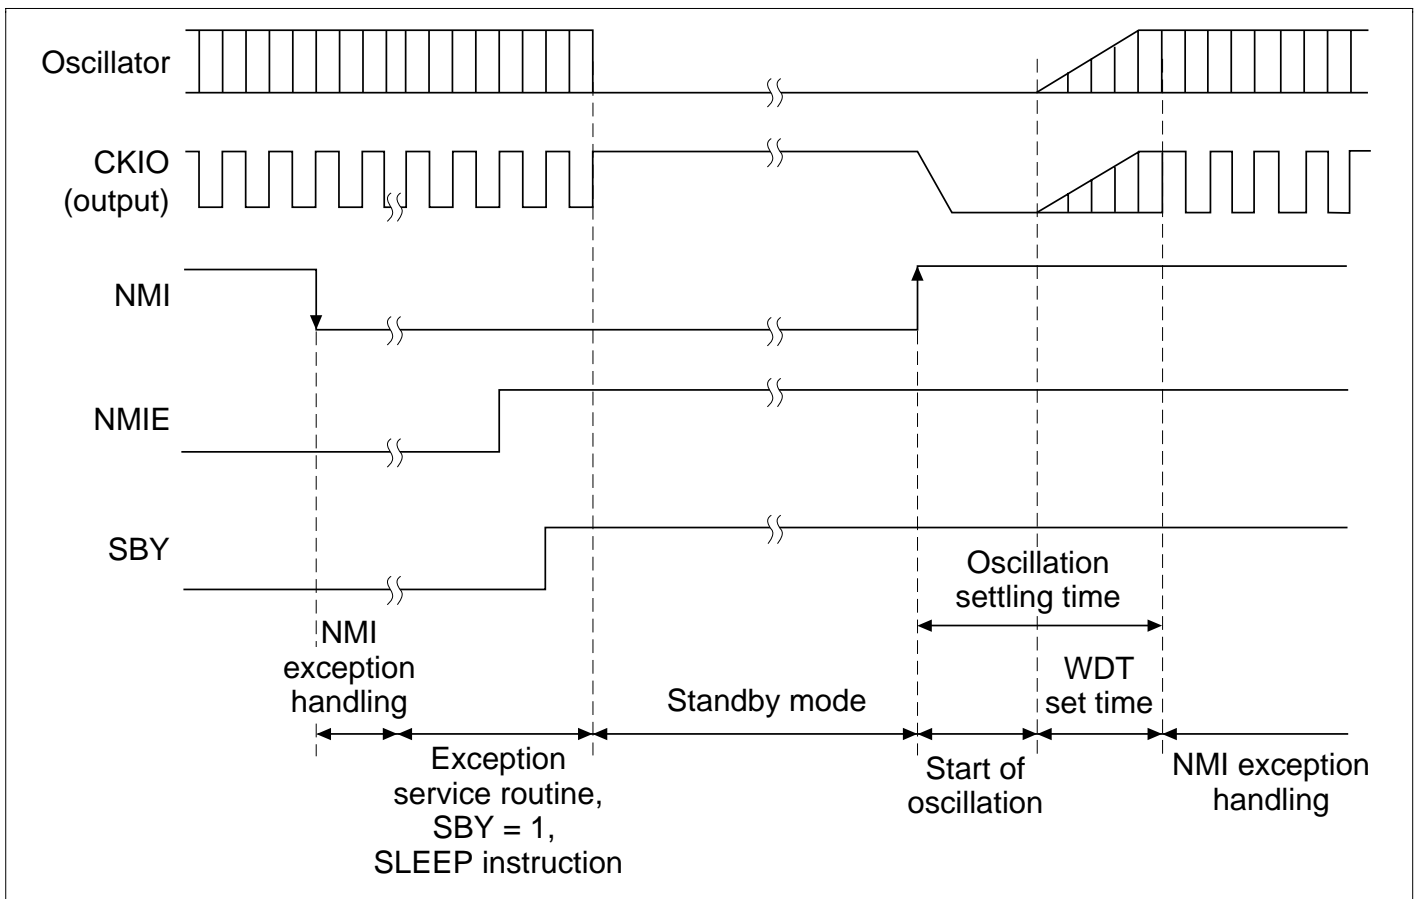 Oscillator
CKIO
(output)
NMI
NMIE
SBY
Oscillation
settling time
NMI
exception
handling
Standby mode
WDT
set time
Exception
service routine,
SBY = 1,
SLEEP instruction
Start of
oscillation
NMI exception
handling